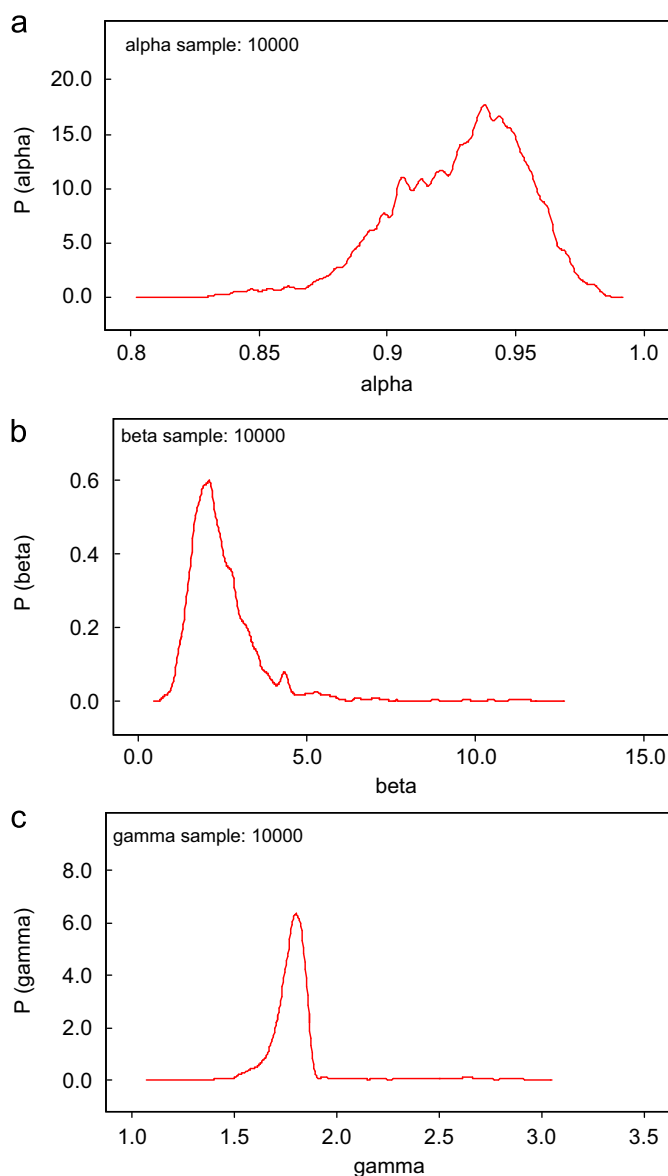 a
alpha sample: 10000
20.0
15.0
10.0
5.0
0.0
P (alpha)
0.8 0.85 0.9 0.95 1.0
alpha
b
beta sample: 10000
0.6
0.4
0.2
0.0
P (beta)
0.0 5.0 10.0 15.0
beta
c
gamma sample: 10000
8.0
6.0
4.0
2.0
0.0
P (gamma)
1.0 1.5 2.0 2.5 3.0 3.5
gamma